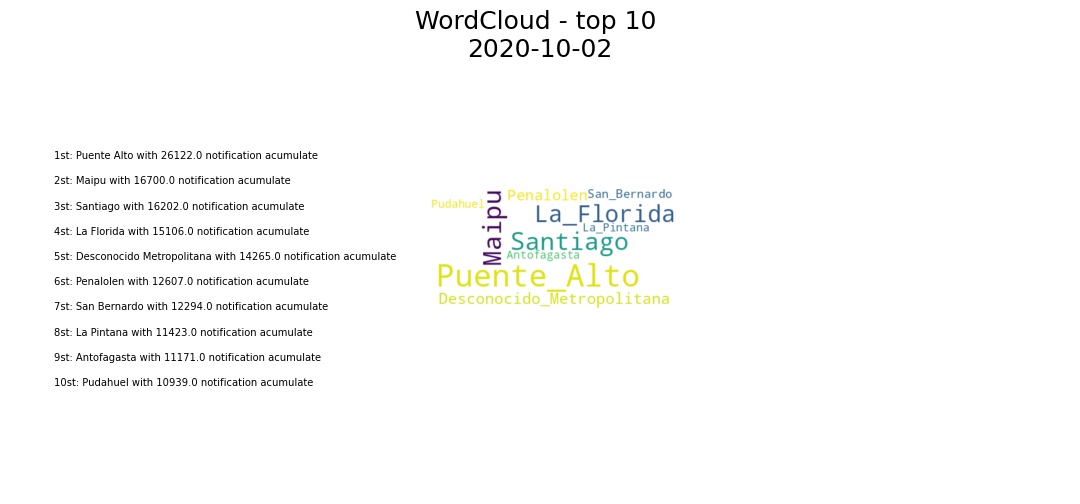 WordCloud - top 10
2020-10-02
1st: Puente Alto with 26122.0 notification acumulate
2st: Maipu with 16700.0 notification acumulate
3st: Santiago with 16202.0 notification acumulate
4st: La Florida with 15106.0 notification acumulate
5st: Desconocido Metropolitana with 14265.0 notification acumulate
6st: Penalolen with 12607.0 notification acumulate
7st: San Bernardo with 12294.0 notification acumulate
8st: La Pintana with 11423.0 notification acumulate
9st: Antofagasta with 11171.0 notification acumulate
10st: Pudahuel with 10939.0 notification acumulate
Pudahuel
Maipu
Penalolen
San_Bernardo
La_Florida
La_Pintana
Santiago
Antofagasta
Puente_Alto
Desconocido_Metropolitana